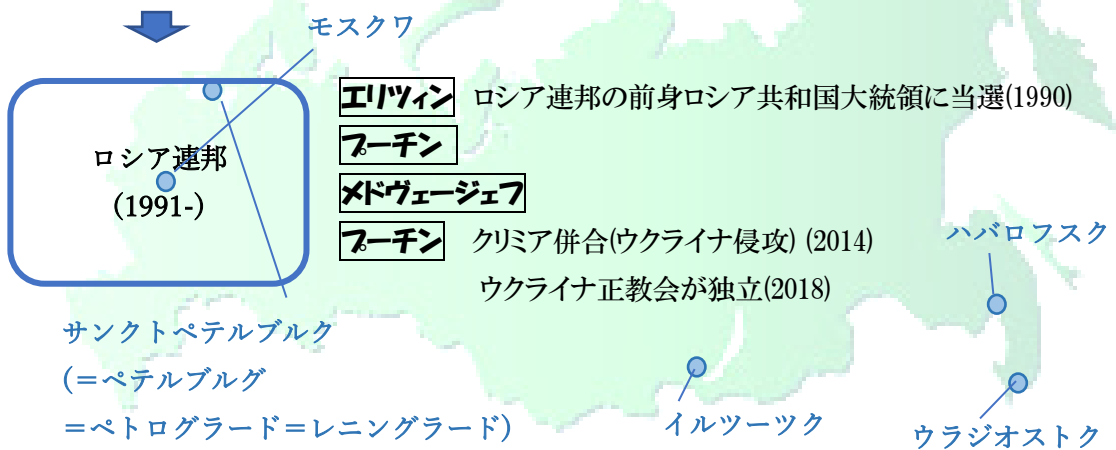 モスクワ
エリツィン ロシア連邦の前身ロシア共和国大統領に当選(1990)
プーチン
ロシア連邦
(1991-)
メドヴェージェフ
プーチン クリミア併合(ウクライナ侵攻) (2014)
ウクライナ正教会が独立(2018)
ハバロフスク
サンクトペテルブルク
(=ペテルブルグ
=ペトログラード=レニングラード)
イルツーツク
ウラジオストク